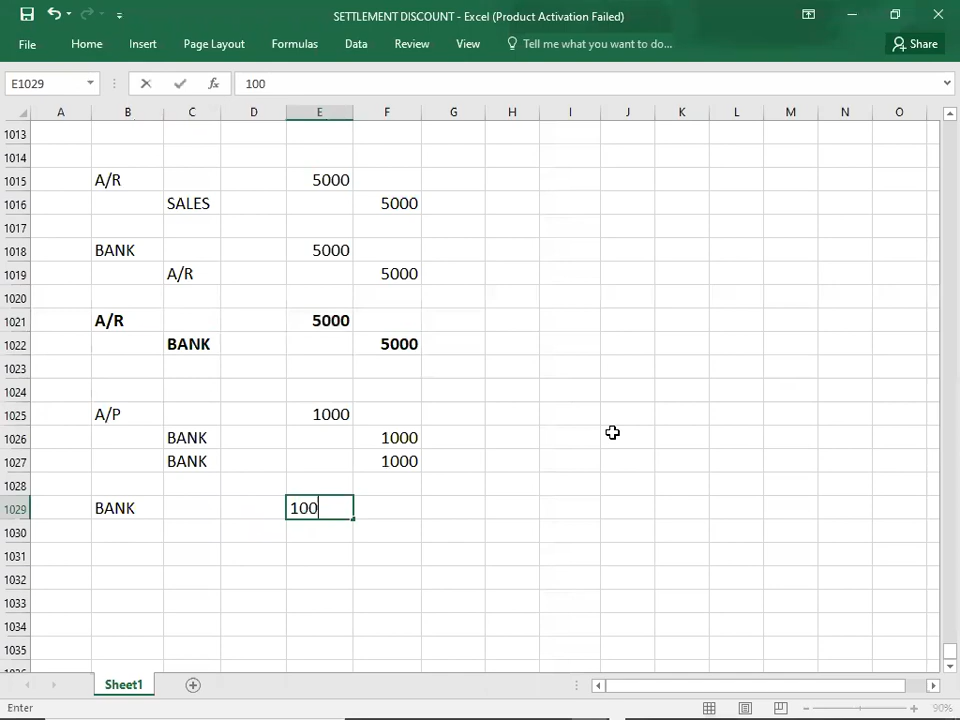 SETTLEMENT DISCOUNT - Excel (Product Activation Failed)
File Home Insert Page Layout Formulas Data Review View Tell me what you want to do... Share
E1029 fx 100
A B C D E F G H I J K L M N O
1013
1014
1015 A/R 5000
1016 SALES 5000
1017
1018 BANK 5000
1019 A/R 5000
1020
1021 A/R 5000
1022 BANK 5000
1023
1024
1025 A/P 1000
1026 BANK 1000
1027 BANK 1000
1028
1029 BANK 100
1030
1031
1032
1033
1034
1035
Sheet1
Enter 90%